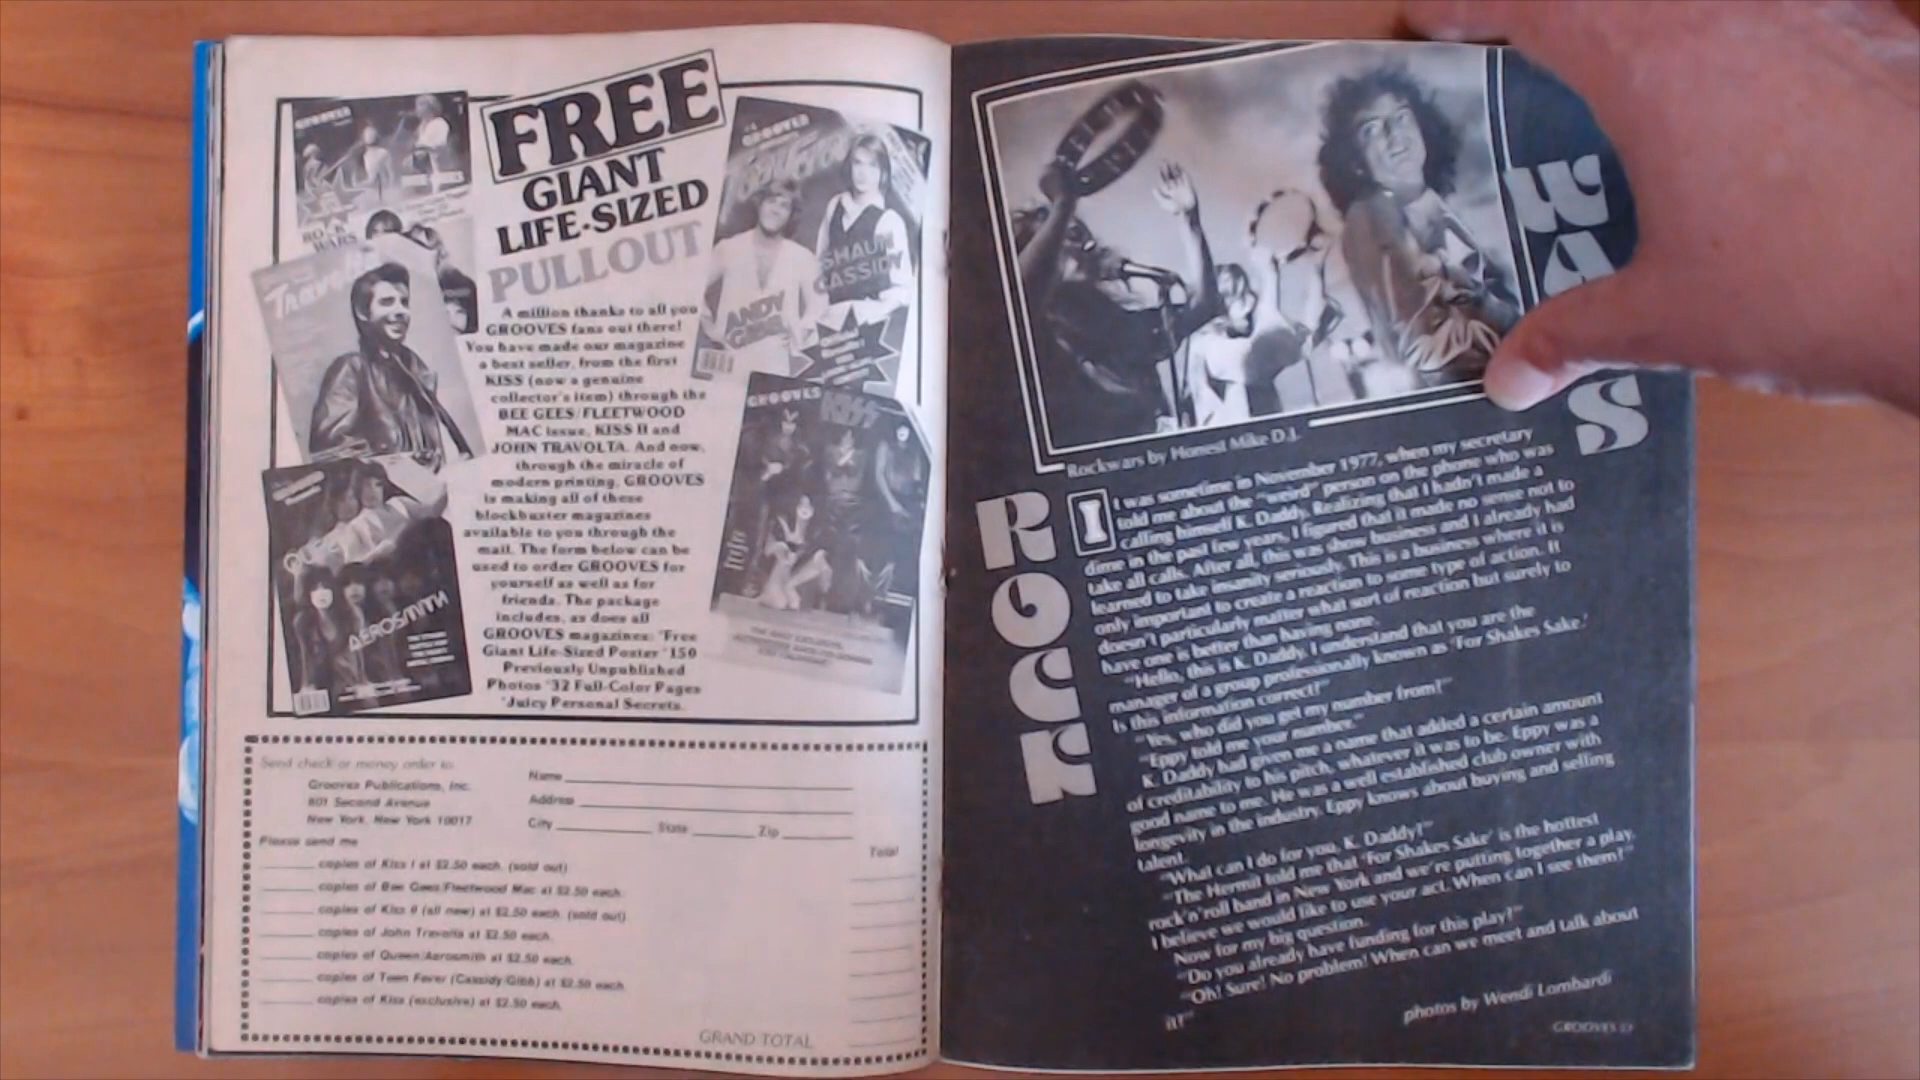 FREE
GIANT
LIFE-SIZED
PULLOUT
GROOVES
ROCK
WARS
Travolta
GROOVES
SHAUN
CASSIDY
ANDY
GIBB
GROOVES
KISS
QUEEN
AEROSMITH
A million thanks to all you
GROOVES fans out there!
You have made our magazine
a best seller, from the first
KISS (now a genuine
collector's item) through the
BEE GEES/FLEETWOOD
MAC issue, KISS II and
JOHN TRAVOLTA. And now,
through the miracle of
modern printing, GROOVES
is making all of these
blockbuster magazines
available to you through the
mail. The form below can be
used to order GROOVES for
yourself as well as for
friends. The package
includes, as does all
GROOVES magazines: *Free
Giant Life-Sized Poster *150
Previously Unpublished
Photos *32 Full-Color Pages
*Juicy Personal Secrets.
Send check or money order to:
Grooves Publications, Inc.
801 Second Avenue
New York, New York 10017
Name
Address
City State Zip
Please send me
Total
copies of Kiss I at $2.50 each. (sold out)
copies of Bee Gees/Fleetwood Mac at $2.50 each.
copies of Kiss II (all new) at $2.50 each. (sold out)
copies of John Travolta at $2.50 each.
copies of Queen/Aerosmith at $2.50 each.
copies of Teen Fever (Cassidy/Gibb) at $2.50 each.
copies of Kiss (exclusive) at $2.50 each.
GRAND TOTAL
ROCK
WA S
Rockwars by Honest Mike D.J.
I t was sometime in November 1977, when my secretary
told me about the "weird" person on the phone who was
calling himself K. Daddy. Realizing that I hadn't made a
dime in the past few years, I figured that it made no sense not to
take all calls. After all, this was show business and I already had
learned to take insanity seriously. This is a business where it is
only important to create a reaction to some type of action. It
doesn't particularly matter what sort of reaction but surely to
have one is better than having none.
"Hello, this is K. Daddy. I understand that you are the
manager of a group professionally known as 'For Shakes Sake.'
Is this information correct?"
"Yes, who did you get my number from?"
"Eppy told me your number."
K. Daddy had given me a name that added a certain amount
of creditability to his pitch, whatever it was to be. Eppy was a
good name to me. He was a well established club owner with
longevity in the industry. Eppy knows about buying and selling
talent.
"What can I do for you, K. Daddy?"
"The Hermit told me that 'For Shakes Sake' is the hottest
rock'n'roll band in New York and we're putting together a play.
I believe we would like to use your act. When can I see them?"
Now for my big question.
"Do you already have funding for this play?"
"Oh! Sure! No problem! When can we meet and talk about
it?"
photos by Wendi Lombardi
GROOVES